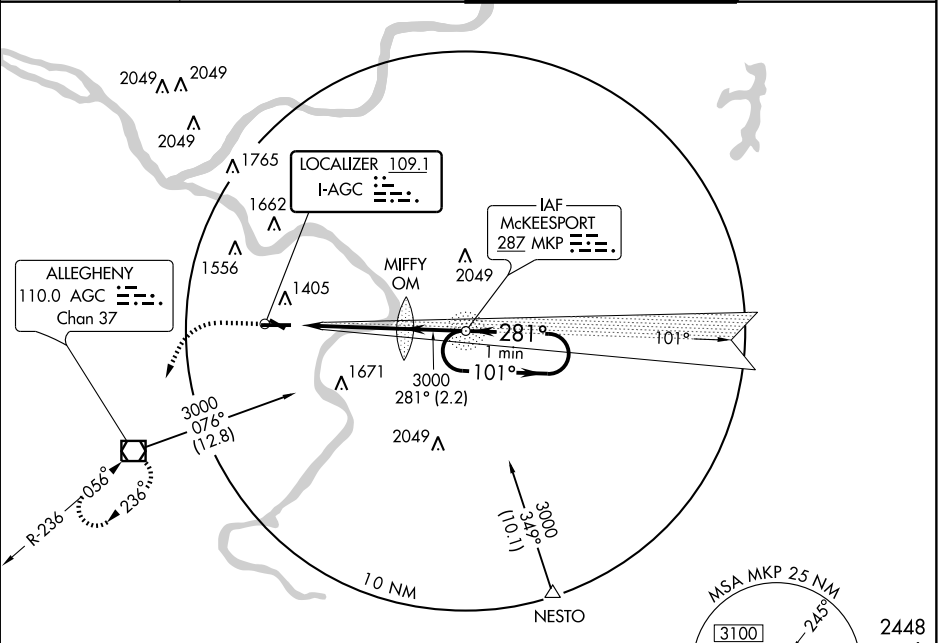 2049
2049
2049
1765
LOCALIZER 109.1
I-AGC
1662
IAF
McKEESPORT
287 MKP
1556
MIFFY
OM
2049
ALLEGHENY
110.0 AGC
Chan 37
1405
281°
101°
1 min
101°
3000
281° (2.2)
1671
3000
076°
(12.8)
2049
056°
236°
R-236
3000
349°
(10.1)
10 NM
NESTO
MSA MKP 25 NM
245°
3100
2448